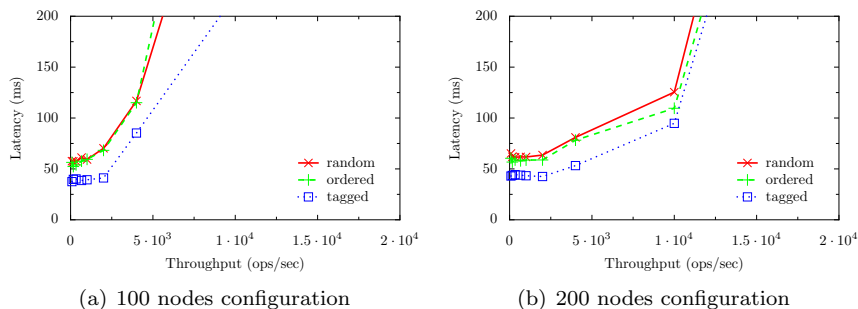 200
150
100
50
0
Latency (ms)
random
ordered
tagged
0 5·10³ 1·10⁴ 1.5·10⁴ 2·10⁴
Throughput (ops/sec)
(a) 100 nodes configuration
200
150
100
50
0
Latency (ms)
random
ordered
tagged
0 5·10³ 1·10⁴ 1.5·10⁴ 2·10⁴
Throughput (ops/sec)
(b) 200 nodes configuration